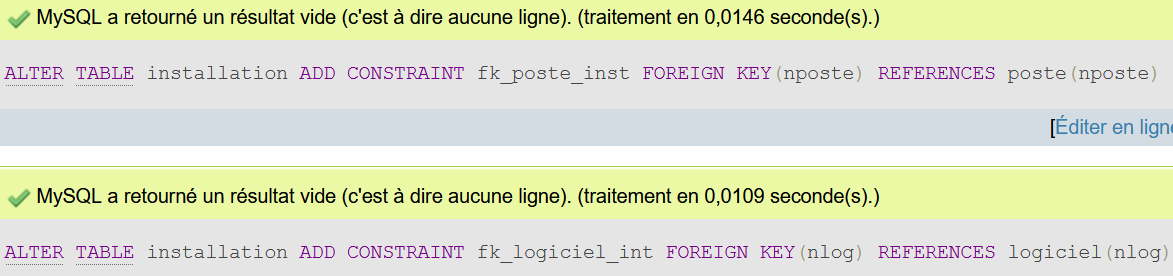 MySQL a retourné un résultat vide (c'est à dire aucune ligne). (traitement en 0,0146 seconde(s).)
ALTER TABLE installation ADD CONSTRAINT fk_poste_inst FOREIGN KEY(nposte) REFERENCES poste(nposte)
[Éditer en ligne
MySQL a retourné un résultat vide (c'est à dire aucune ligne). (traitement en 0,0109 seconde(s).)
ALTER TABLE installation ADD CONSTRAINT fk_logiciel_int FOREIGN KEY(nlog) REFERENCES logiciel(nlog)